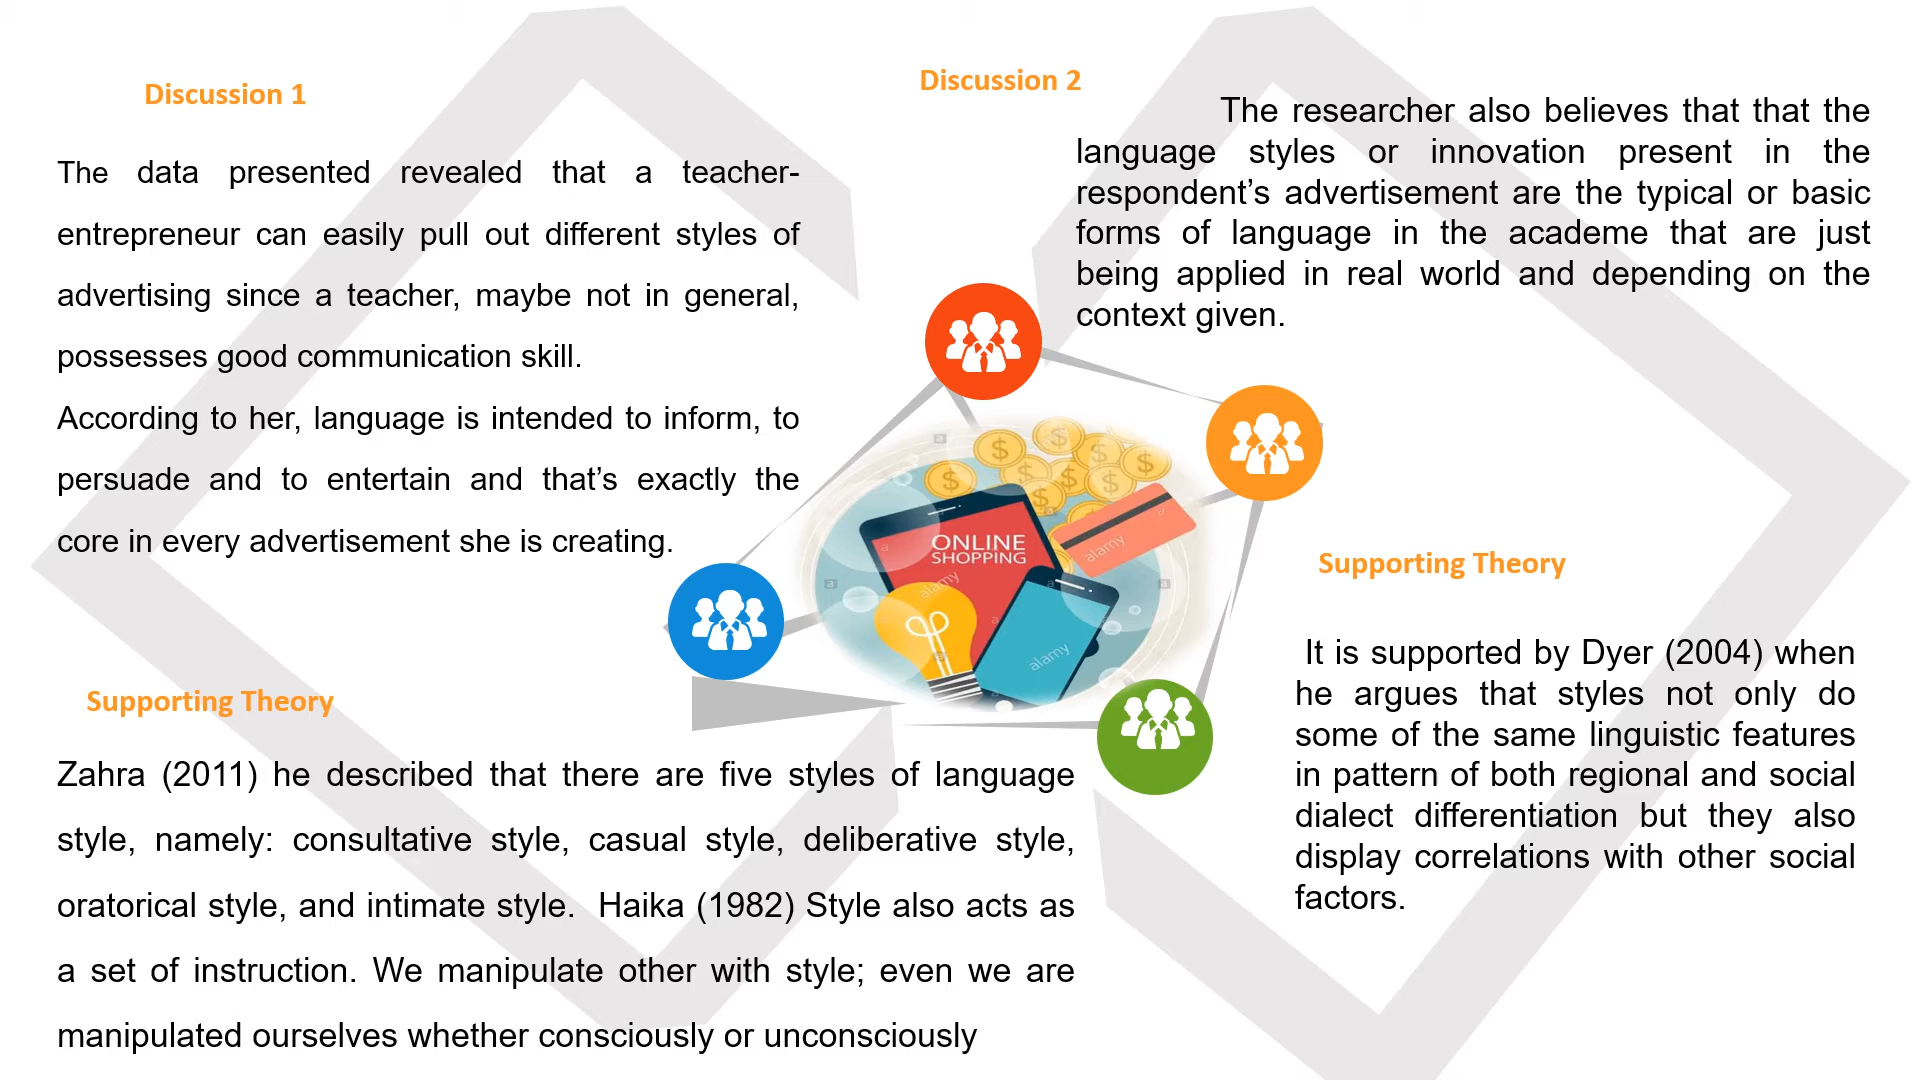 Discussion 1
The data presented revealed that a teacher-
entrepreneur can easily pull out different styles of
advertising since a teacher, maybe not in general,
possesses good communication skill.
According to her, language is intended to inform, to
persuade and to entertain and that’s exactly the
core in every advertisement she is creating.
Supporting Theory
Zahra (2011) he described that there are five styles of language
style, namely: consultative style, casual style, deliberative style,
oratorical style, and intimate style. Haika (1982) Style also acts as
a set of instruction. We manipulate other with style; even we are
manipulated ourselves whether consciously or unconsciously
Discussion 2
The researcher also believes that that the
language styles or innovation present in the
respondent’s advertisement are the typical or basic
forms of language in the academe that are just
being applied in real world and depending on the
context given.
ONLINE
SHOPPING
alamy
alamy
alamy
Supporting Theory
It is supported by Dyer (2004) when
he argues that styles not only do
some of the same linguistic features
in pattern of both regional and social
dialect differentiation but they also
display correlations with other social
factors.